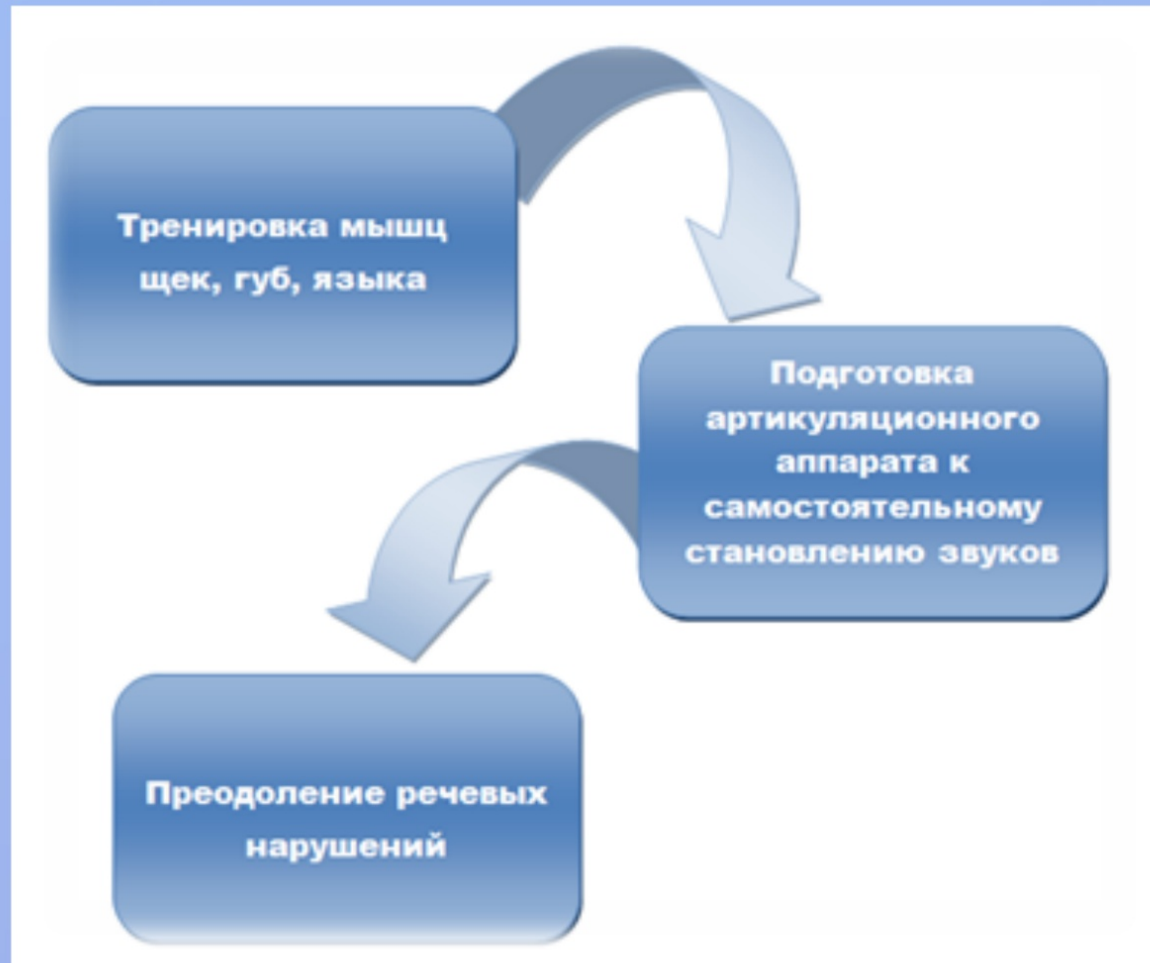 Тренировка мышц
щек, губ, языка
Подготовка
артикуляционного
аппарата к
самостоятельному
становлению звуков
Преодоление речевых
нарушений